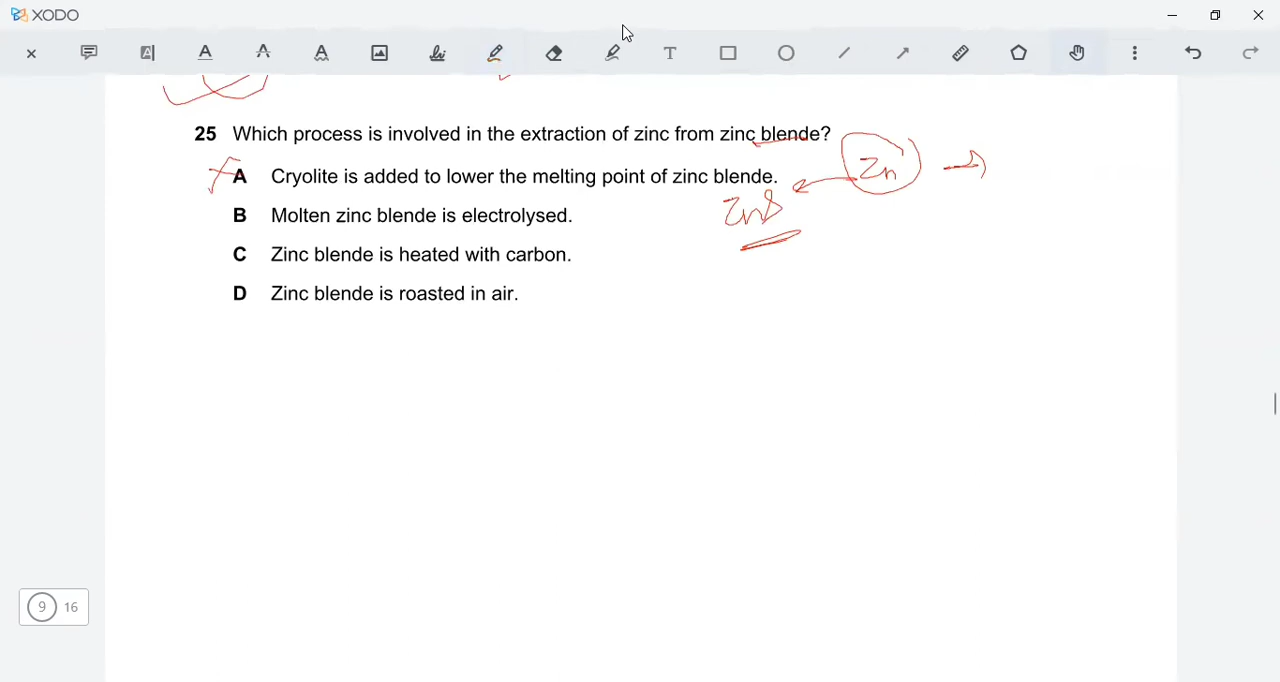 XODO
25 Which process is involved in the extraction of zinc from zinc blende?
A Cryolite is added to lower the melting point of zinc blende.
Zn
ZnS
B Molten zinc blende is electrolysed.
C Zinc blende is heated with carbon.
D Zinc blende is roasted in air.
9 16